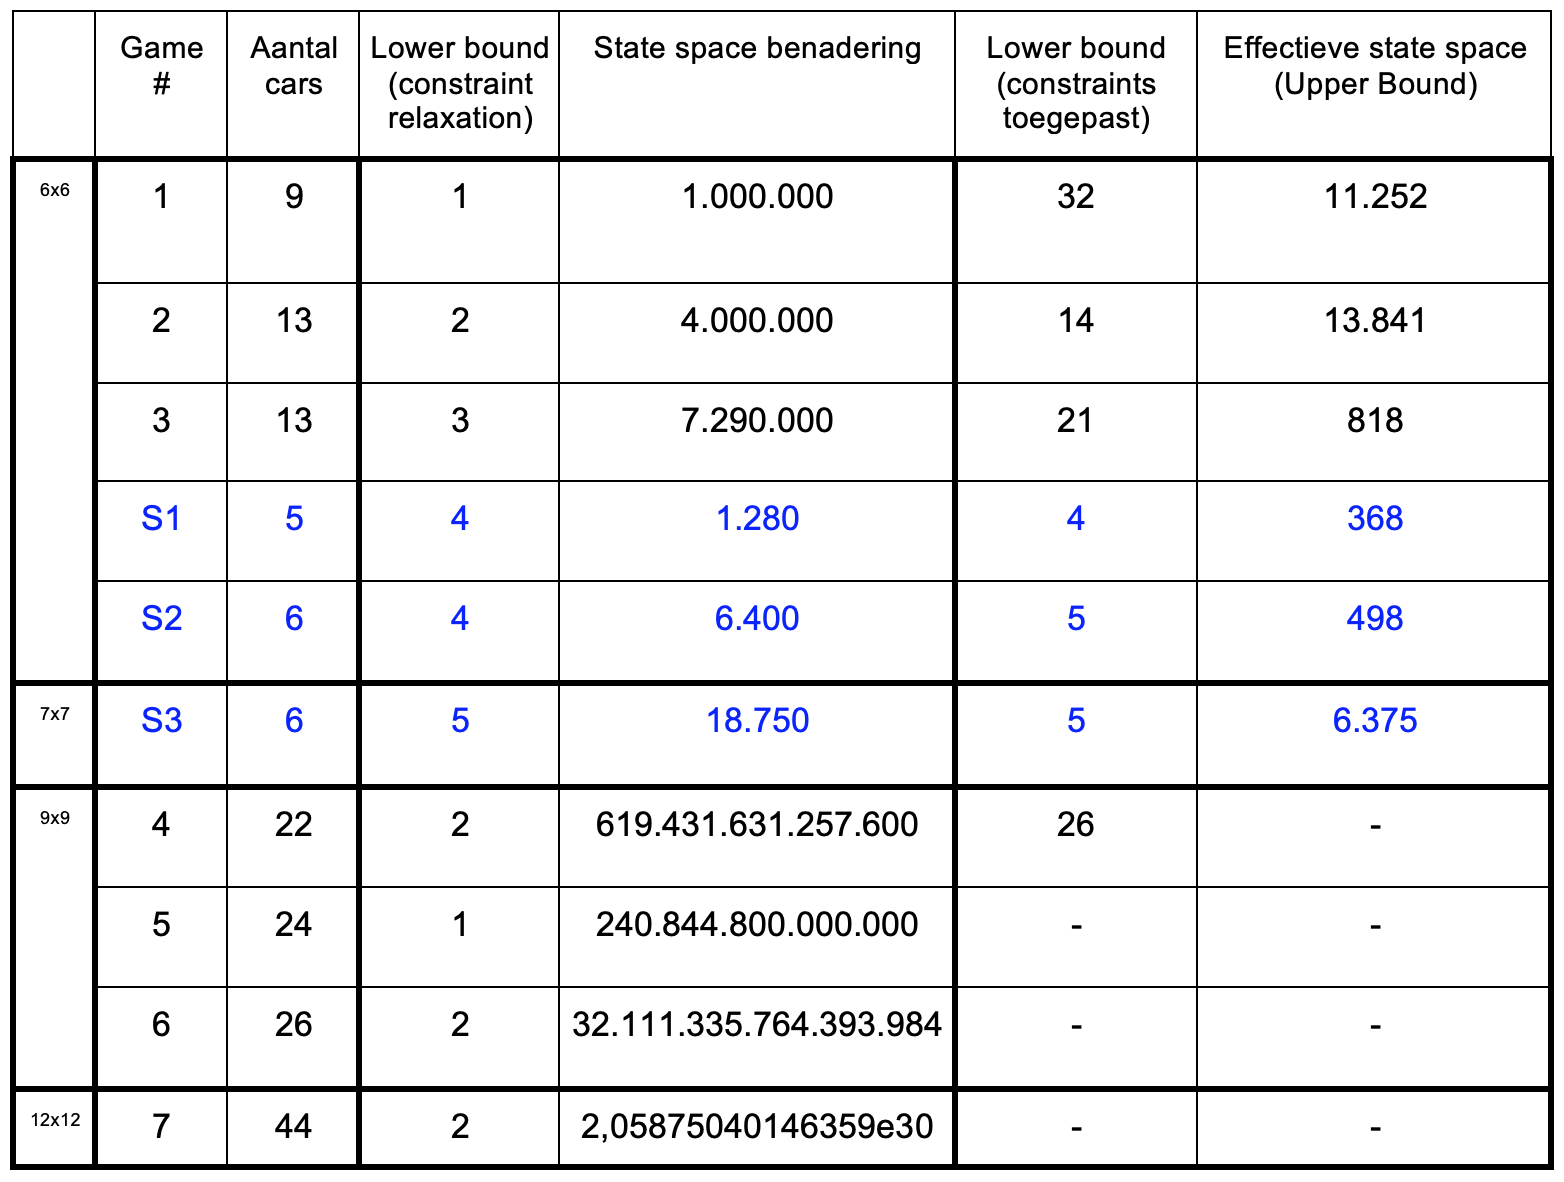 Game # Aantal cars Lower bound (constraint relaxation) State space benadering Lower bound (constraints toegepast) Effectieve state space (Upper Bound)
6x6 1 9 1 1.000.000 32 11.252
2 13 2 4.000.000 14 13.841
3 13 3 7.290.000 21 818
S1 5 4 1.280 4 368
S2 6 4 6.400 5 498
7x7 S3 6 5 18.750 5 6.375
9x9 4 22 2 619.431.631.257.600 26 -
5 24 1 240.844.800.000.000 - -
6 26 2 32.111.335.764.393.984 - -
12x12 7 44 2 2,05875040146359e30 - -